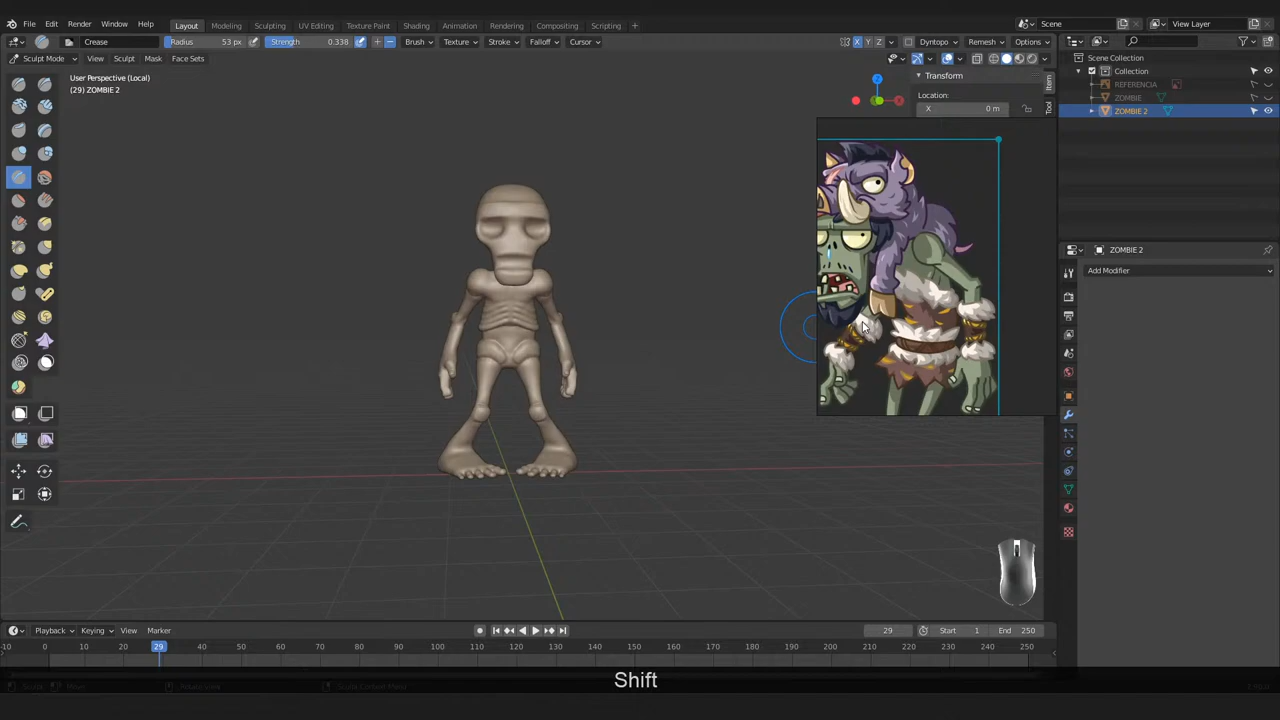 File Edit Render Window Help Layout Modeling Sculpting UV Editing Texture Paint Shading Animation Rendering Compositing Scripting + Scene View Layer
Crease Radius 53 px Strength 0.338 Brush Texture Stroke Falloff Cursor X Y Z Dyntopo Remesh Options
Sculpt Mode View Sculpt Mask Face Sets
User Perspective (Local)
(29) ZOMBIE 2
Transform
Location:
X 0 m
Item
Tool
Z
Scene Collection
Collection
REFERENCIA
ZOMBIE
ZOMBIE 2
ZOMBIE 2
Add Modifier
Playback Keying View Marker 29 Start 1 End 250
-10 0 10 20 29 40 50 60 70 80 90 100 110 120 130 140 150 160 170 180 190 200 210 220 230 240 250
Shift